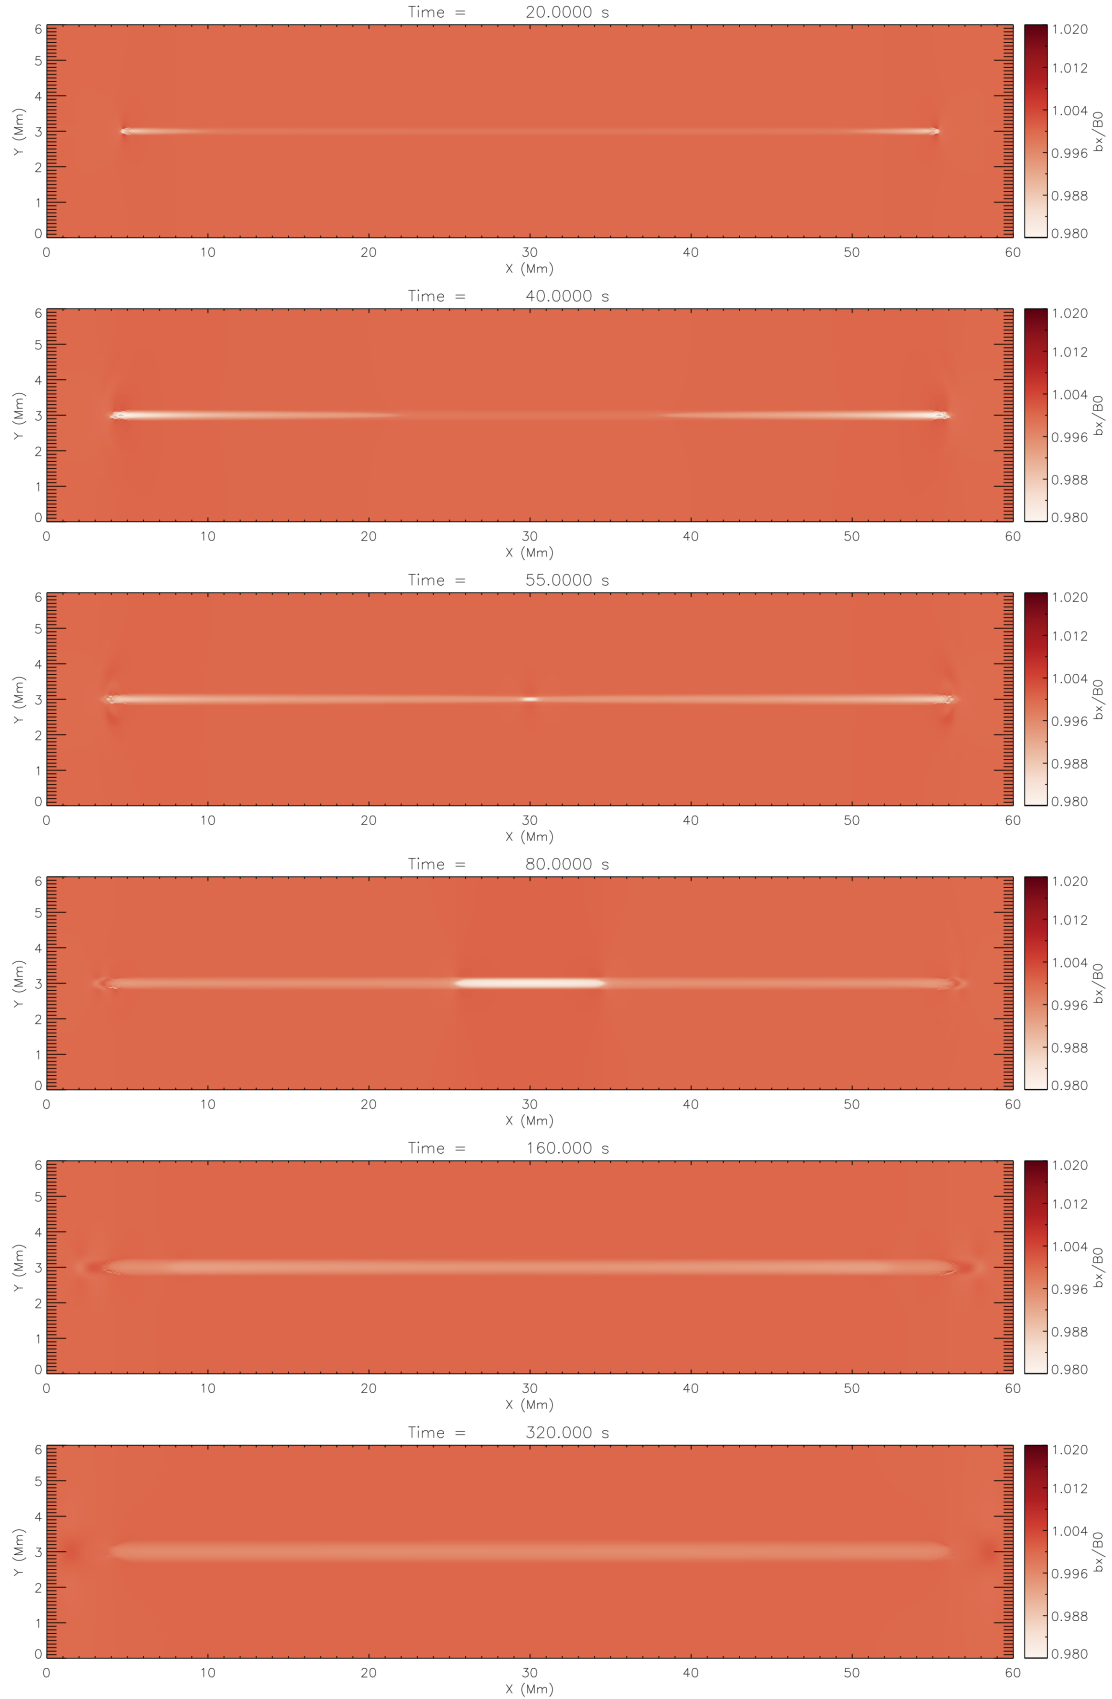 Time = 20.0000 s
6
5
4
3
2
1
0
Y (Mm)
0 10 20 30 40 50 60
X (Mm)
1.020
1.012
1.004
0.996
0.988
0.980
bx/B0
Time = 40.0000 s
6
5
4
3
2
1
0
Y (Mm)
0 10 20 30 40 50 60
X (Mm)
1.020
1.012
1.004
0.996
0.988
0.980
bx/B0
Time = 55.0000 s
6
5
4
3
2
1
0
Y (Mm)
0 10 20 30 40 50 60
X (Mm)
1.020
1.012
1.004
0.996
0.988
0.980
bx/B0
Time = 80.0000 s
6
5
4
3
2
1
0
Y (Mm)
0 10 20 30 40 50 60
X (Mm)
1.020
1.012
1.004
0.996
0.988
0.980
bx/B0
Time = 160.000 s
6
5
4
3
2
1
0
Y (Mm)
0 10 20 30 40 50 60
X (Mm)
1.020
1.012
1.004
0.996
0.988
0.980
bx/B0
Time = 320.000 s
6
5
4
3
2
1
0
Y (Mm)
0 10 20 30 40 50 60
X (Mm)
1.020
1.012
1.004
0.996
0.988
0.980
bx/B0